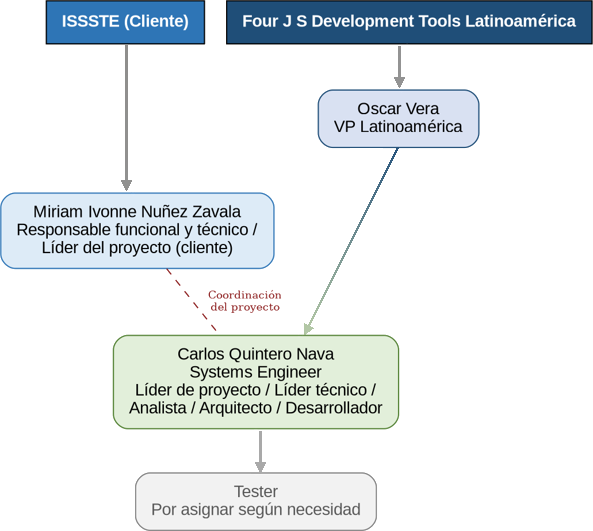 ISSSTE (Cliente)
Four J S Development Tools Latinoamérica
Oscar Vera
VP Latinoamérica
Miriam Ivonne Nuñez Zavala
Responsable funcional y técnico /
Líder del proyecto (cliente)
Coordinación
del proyecto
Carlos Quintero Nava
Systems Engineer
Líder de proyecto / Líder técnico /
Analista / Arquitecto / Desarrollador
Tester
Por asignar según necesidad